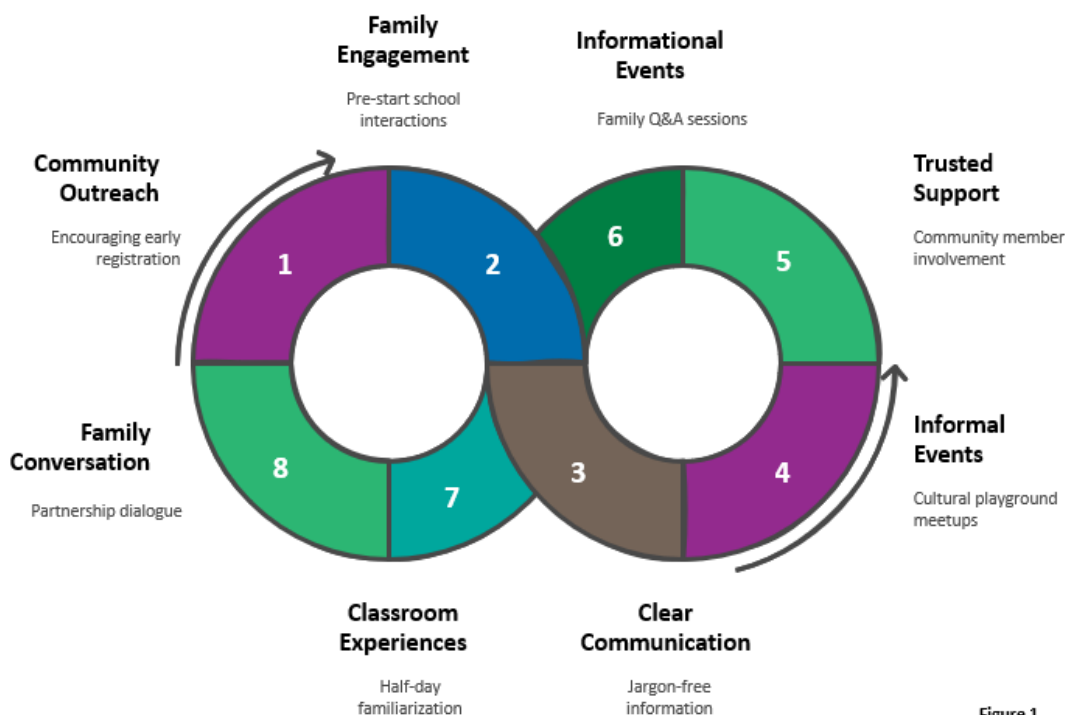 Family
Engagement
Pre-start school
interactions
Informational
Events
Family Q&A sessions
Community
Outreach
Encouraging early
registration
Trusted
Support
Community member
involvement
1
2
6
5
Family
Conversation
Partnership dialogue
8
7
3
4
Informal
Events
Cultural playground
meetups
Classroom
Experiences
Half-day
familiarization
Clear
Communication
Jargon-free
information
Figure 1